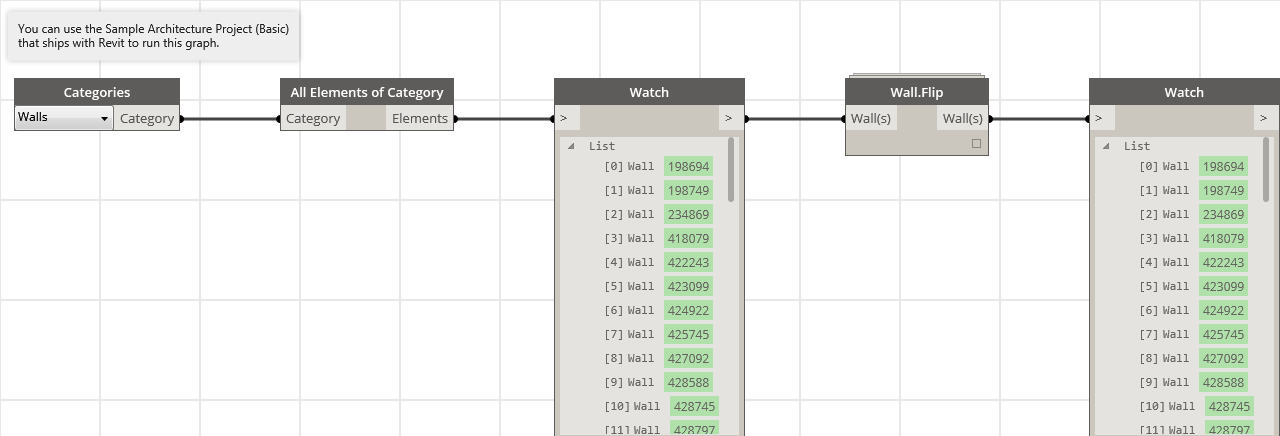 You can use the Sample Architecture Project (Basic)
that ships with Revit to run this graph.
Categories
Walls
Category
All Elements of Category
Category
Elements
Watch
>
>
List
[0] Wall 198694
[1] Wall 198749
[2] Wall 234869
[3] Wall 418079
[4] Wall 422243
[5] Wall 423099
[6] Wall 424922
[7] Wall 425745
[8] Wall 427092
[9] Wall 428588
[10] Wall 428745
[11] Wall 428797
Wall.Flip
Wall(s)
Wall(s)
Watch
>
>
List
[0] Wall 198694
[1] Wall 198749
[2] Wall 234869
[3] Wall 418079
[4] Wall 422243
[5] Wall 423099
[6] Wall 424922
[7] Wall 425745
[8] Wall 427092
[9] Wall 428588
[10] Wall 428745
[11] Wall 428797